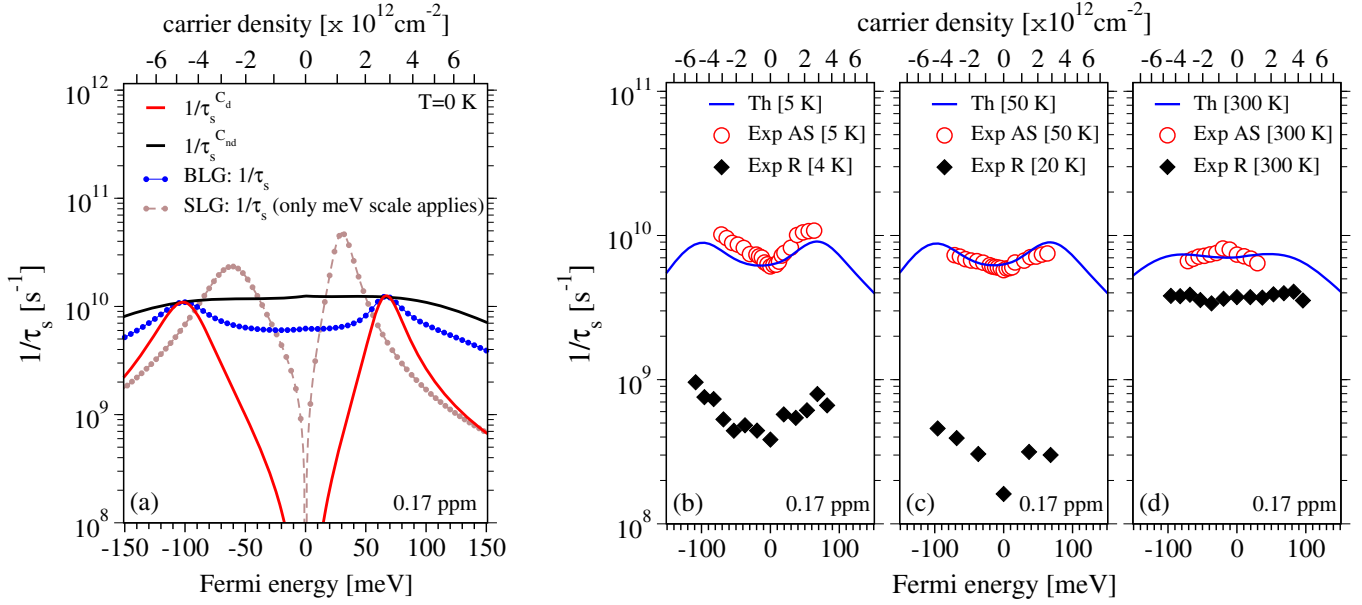 carrier density [x 10^12 cm^-2]
-6 -4 -2 0 2 4 6
10^12
10^11
10^10
10^9
10^8
1/τ_s [s^-1]
T=0 K
1/τ_s^C_d
1/τ_s^C_nd
BLG: 1/τ_s
SLG: 1/τ_s (only meV scale applies)
(a)
0.17 ppm
-150 -100 -50 0 50 100 150
Fermi energy [meV]
carrier density [x10^12 cm^-2]
-6 -4 -2 0 2 4 6
-6 -4 -2 0 2 4 6
-6 -4 -2 0 2 4 6
10^11
10^10
10^9
10^8
1/τ_s [s^-1]
Th [5 K]
Exp AS [5 K]
Exp R [4 K]
(b)
0.17 ppm
Th [50 K]
Exp AS [50 K]
Exp R [20 K]
(c)
0.17 ppm
Th [300 K]
Exp AS [300 K]
Exp R [300 K]
(d)
0.17 ppm
-100 0 100
-100 0 100
-100 0 100
Fermi energy [meV]